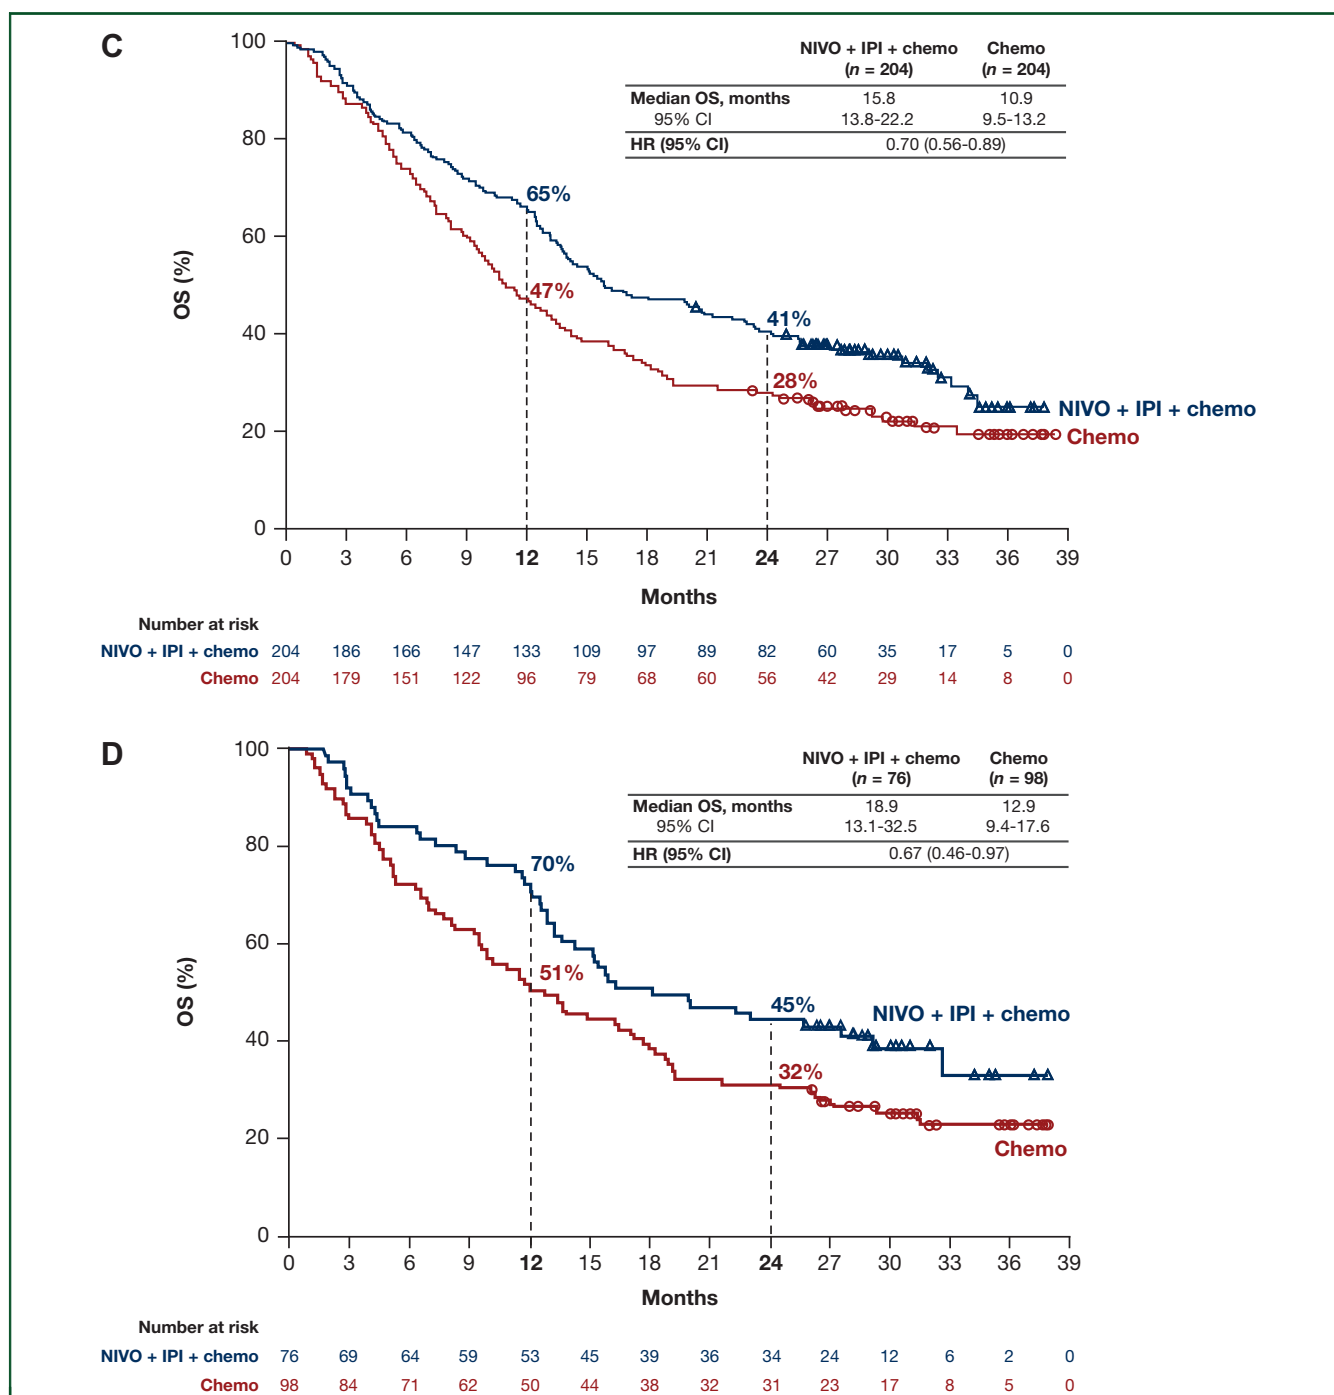 C
NIVO + IPI + chemo Chemo
(n = 204) (n = 204)
Median OS, months 15.8 10.9
95% CI 13.8-22.2 9.5-13.2
HR (95% CI) 0.70 (0.56-0.89)
100
80
60
40
20
0
OS (%)
65%
47%
41%
28%
NIVO + IPI + chemo
Chemo
0 3 6 9 12 15 18 21 24 27 30 33 36 39
Months
Number at risk
NIVO + IPI + chemo 204 186 166 147 133 109 97 89 82 60 35 17 5 0
Chemo 204 179 151 122 96 79 68 60 56 42 29 14 8 0
D
NIVO + IPI + chemo Chemo
(n = 76) (n = 98)
Median OS, months 18.9 12.9
95% CI 13.1-32.5 9.4-17.6
HR (95% CI) 0.67 (0.46-0.97)
100
80
60
40
20
0
OS (%)
70%
51%
45%
32%
NIVO + IPI + chemo
Chemo
0 3 6 9 12 15 18 21 24 27 30 33 36 39
Months
Number at risk
NIVO + IPI + chemo 76 69 64 59 53 45 39 36 34 24 12 6 2 0
Chemo 98 84 71 62 50 44 38 32 31 23 17 8 5 0